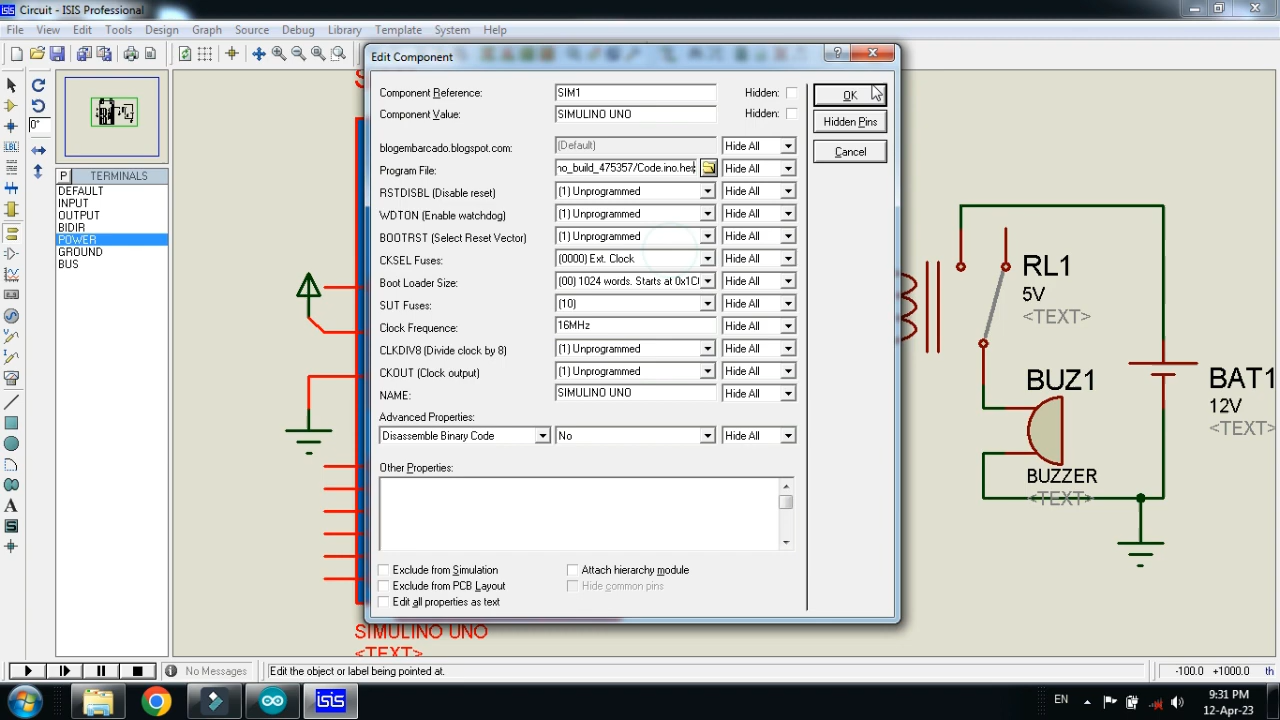 Circuit - ISIS Professional
File View Edit Tools Design Graph Source Debug Library Template System Help
Edit Component
Component Reference: SIM1 Hidden:
Component Value: SIMULINO UNO Hidden:
blogembarcado.blogspot.com: (Default) Hide All
Program File: no_build_475357/Code.ino.hex Hide All
RSTDISBL (Disable reset) (1) Unprogrammed Hide All
WDTON (Enable watchdog) (1) Unprogrammed Hide All
BOOTRST (Select Reset Vector) (1) Unprogrammed Hide All
CKSEL Fuses: (0000) Ext. Clock Hide All
Boot Loader Size: (00) 1024 words. Starts at 0x1C Hide All
SUT Fuses: (10) Hide All
Clock Frequence: 16MHz Hide All
CLKDIV8 (Divide clock by 8) (1) Unprogrammed Hide All
CKOUT (Clock output) (1) Unprogrammed Hide All
NAME: SIMULINO UNO Hide All
Advanced Properties:
Disassemble Binary Code No Hide All
Other Properties:
Exclude from Simulation Attach hierarchy module
Exclude from PCB Layout Hide common pins
Edit all properties as text
OK
Hidden Pins
Cancel
0°
LBL
P TERMINALS
DEFAULT
INPUT
OUTPUT
BIDIR
POWER
GROUND
BUS
A
S
RL1
5V
<TEXT>
BUZ1
BUZZER
<TEXT>
BAT1
12V
<TEXT>
SIMULINO UNO
<TEXT>
No Messages Edit the object or label being pointed at. -100.0 +1000.0 th
isis
EN 9:31 PM
12-Apr-23